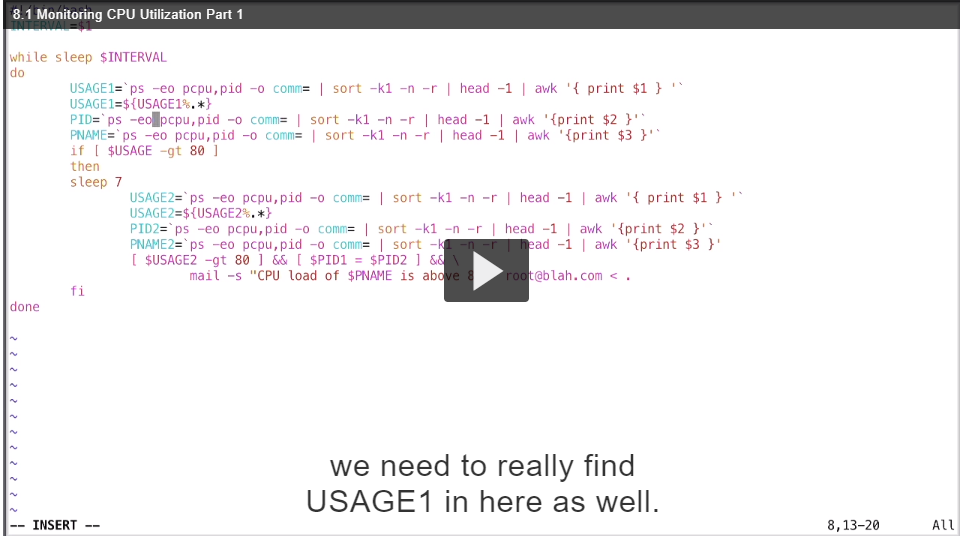 8.1 Monitoring CPU Utilization Part 1
INTERVAL=$1
while sleep $INTERVAL
do
USAGE1=`ps -eo pcpu,pid -o comm= | sort -k1 -n -r | head -1 | awk '{ print $1 } '`
USAGE1=${USAGE1%.*}
PID=`ps -eo pcpu,pid -o comm= | sort -k1 -n -r | head -1 | awk '{print $2 }'`
PNAME=`ps -eo pcpu,pid -o comm= | sort -k1 -n -r | head -1 | awk '{print $3 }'`
if [ $USAGE -gt 80 ]
then
sleep 7
USAGE2=`ps -eo pcpu,pid -o comm= | sort -k1 -n -r | head -1 | awk '{ print $1 } '`
USAGE2=${USAGE2%.*}
PID2=`ps -eo pcpu,pid -o comm= | sort -k1 -n -r | head -1 | awk '{print $2 }'`
PNAME2=`ps -eo pcpu,pid -o comm= | sort -k1 -n -r | head -1 | awk '{print $3 }'
[ $USAGE2 -gt 80 ] && [ $PID1 = $PID2 ] && \
mail -s "CPU load of $PNAME is above root@blah.com < .
fi
done
~
~
~
~
~
~
~
~
~
~
~
~
we need to really find
USAGE1 in here as well.
-- INSERT -- 8,13-20 All